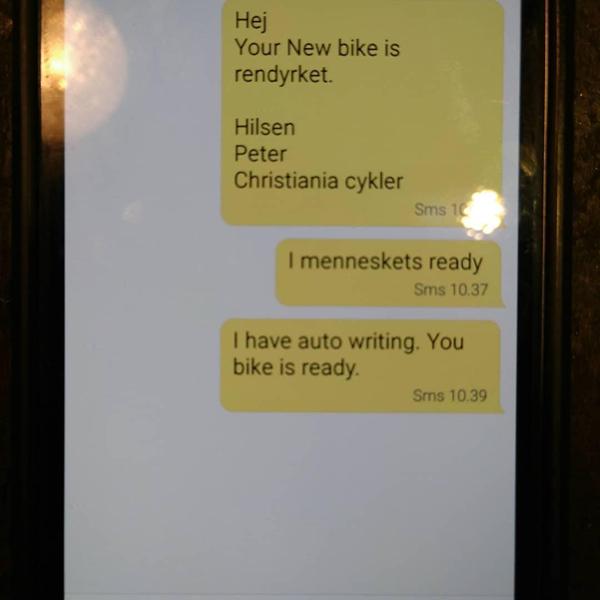 Hej
Your New bike is
rendyrket.
Hilsen
Peter
Christiania cykler
Sms
I menneskets ready
Sms 10.37
I have auto writing. You
bike is ready.
Sms 10.39